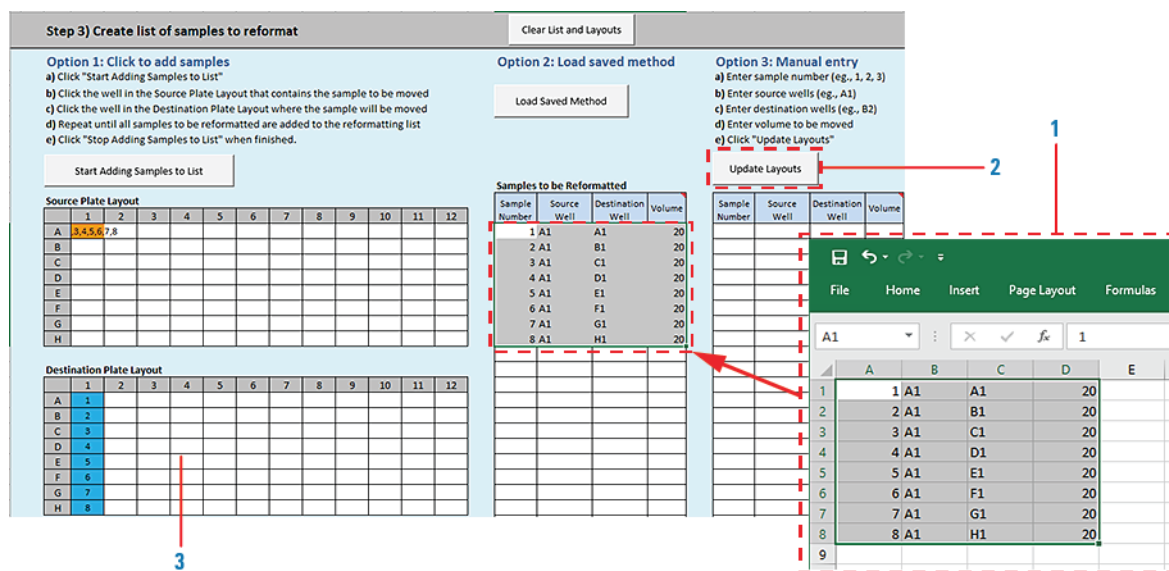 Step 3) Create list of samples to reformat
Clear List and Layouts
Option 1: Click to add samples
a) Click "Start Adding Samples to List"
b) Click the well in the Source Plate Layout that contains the sample to be moved
c) Click the well in the Destination Plate Layout where the sample will be moved
d) Repeat until all samples to be reformatted are added to the reformatting list
e) Click "Stop Adding Samples to List" when finished.
Start Adding Samples to List
Option 2: Load saved method
Load Saved Method
Option 3: Manual entry
a) Enter sample number (eg., 1, 2, 3)
b) Enter source wells (eg., A1)
c) Enter destination wells (eg., B2)
d) Enter volume to be moved
e) Click "Update Layouts"
Update Layouts
1
2
Source Plate Layout
1 2 3 4 5 6 7 8 9 10 11 12
A ,3,4,5,6,7,8
B
C
D
E
F
G
H
Destination Plate Layout
1 2 3 4 5 6 7 8 9 10 11 12
A 1
B 2
C 3
D 4
E 5
F 6
G 7
H 8
3
Samples to be Reformatted
Sample Number Source Well Destination Well Volume
1 A1 A1 20
2 A1 B1 20
3 A1 C1 20
4 A1 D1 20
5 A1 E1 20
6 A1 F1 20
7 A1 G1 20
8 A1 H1 20
Sample Number Source Well Destination Well Volume
File Home Insert Page Layout Formulas
A1 fx 1
A B C D E
1 1 A1 A1 20
2 2 A1 B1 20
3 3 A1 C1 20
4 4 A1 D1 20
5 5 A1 E1 20
6 6 A1 F1 20
7 7 A1 G1 20
8 8 A1 H1 20
9